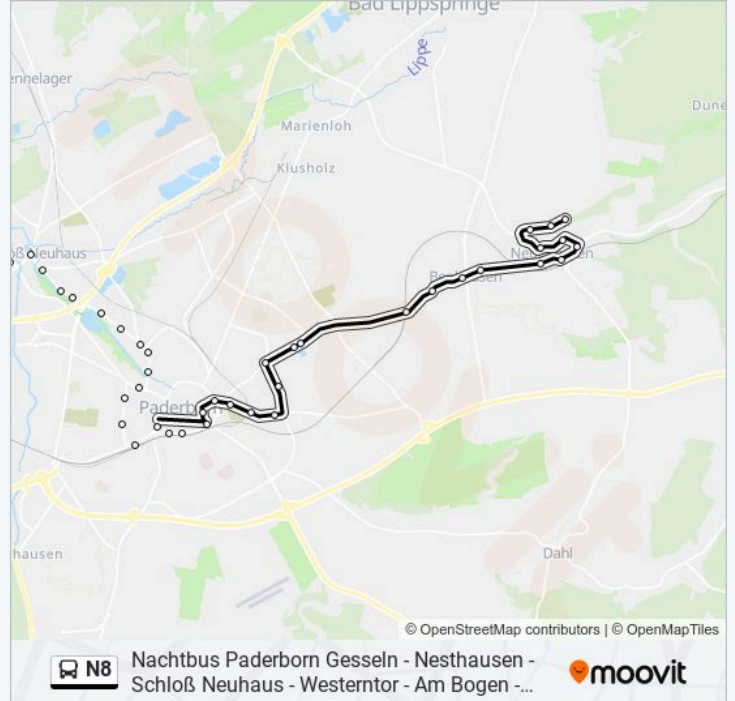 Bad Lippspringe
Lippe
ennelager
Dune
Marienloh
Klusholz
oß Neuhaus
Paderborn
Dahl
hausen
© OpenStreetMap contributors | © OpenMapTiles
N8
Nachtbus Paderborn Gesseln - Nesthausen -
Schloß Neuhaus - Westerntor - Am Bogen -...
moovit